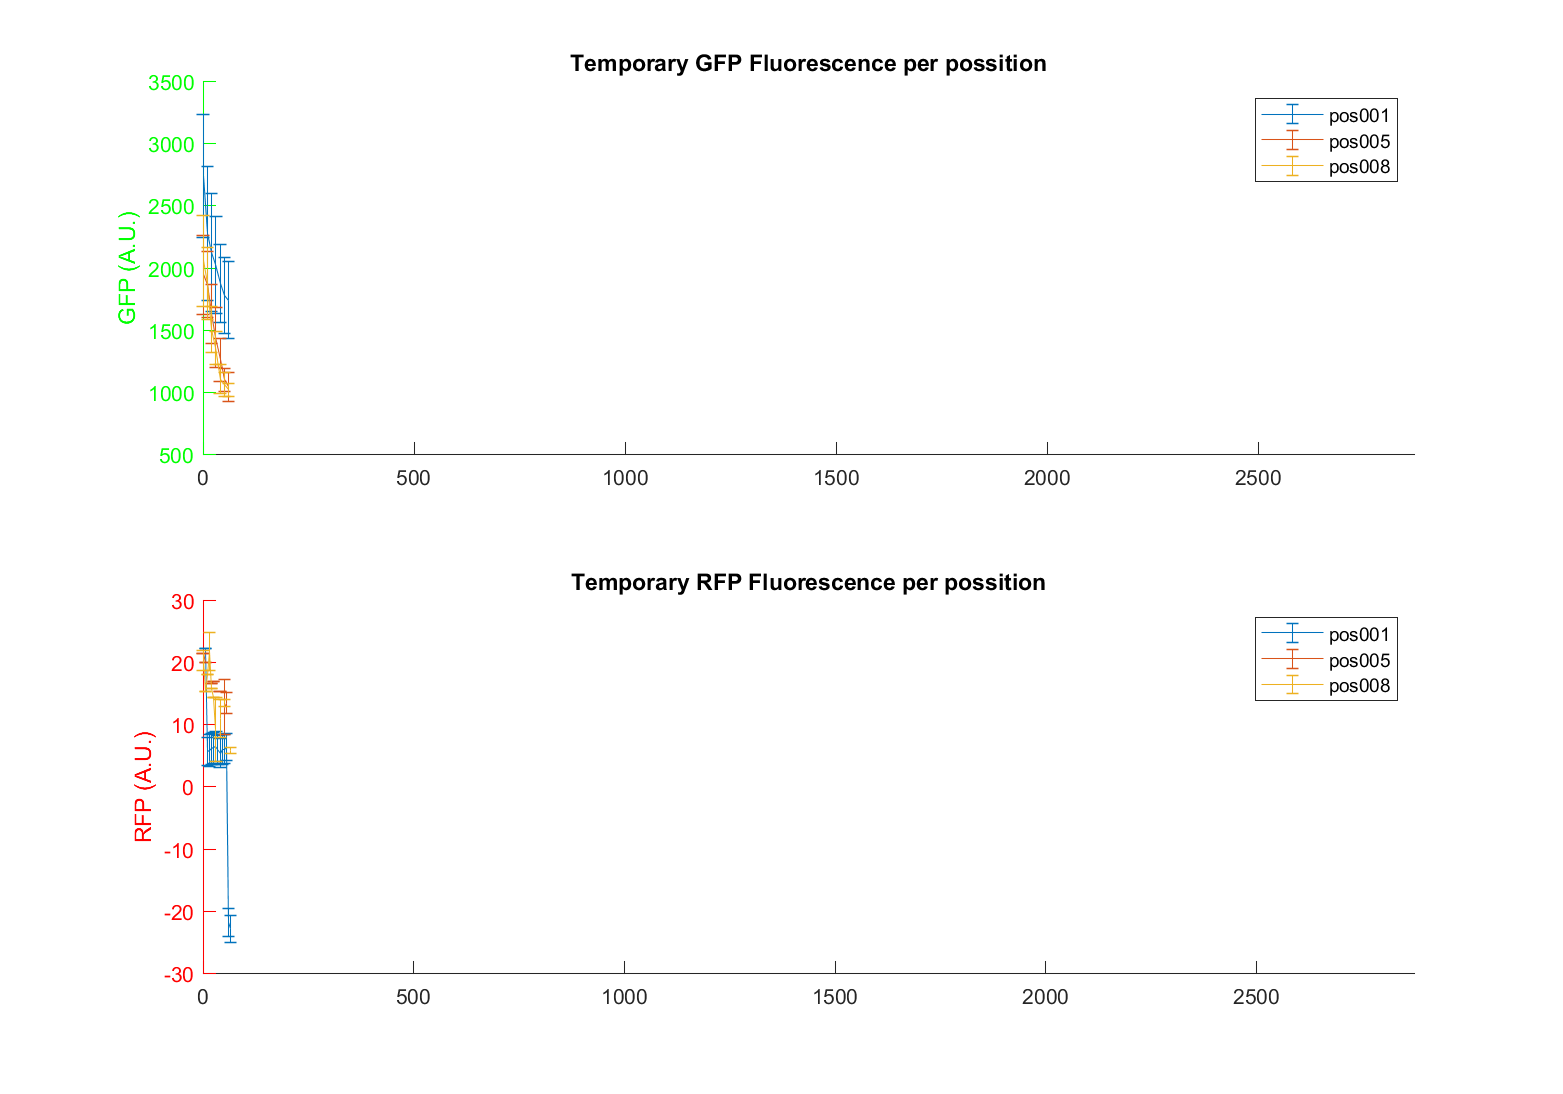 Temporary GFP Fluorescence per possition
3500
3000
2500
2000
1500
1000
500
GFP (A.U.)
pos001
pos005
pos008
0 500 1000 1500 2000 2500
Temporary RFP Fluorescence per possition
30
20
10
0
-10
-20
-30
RFP (A.U.)
pos001
pos005
pos008
0 500 1000 1500 2000 2500